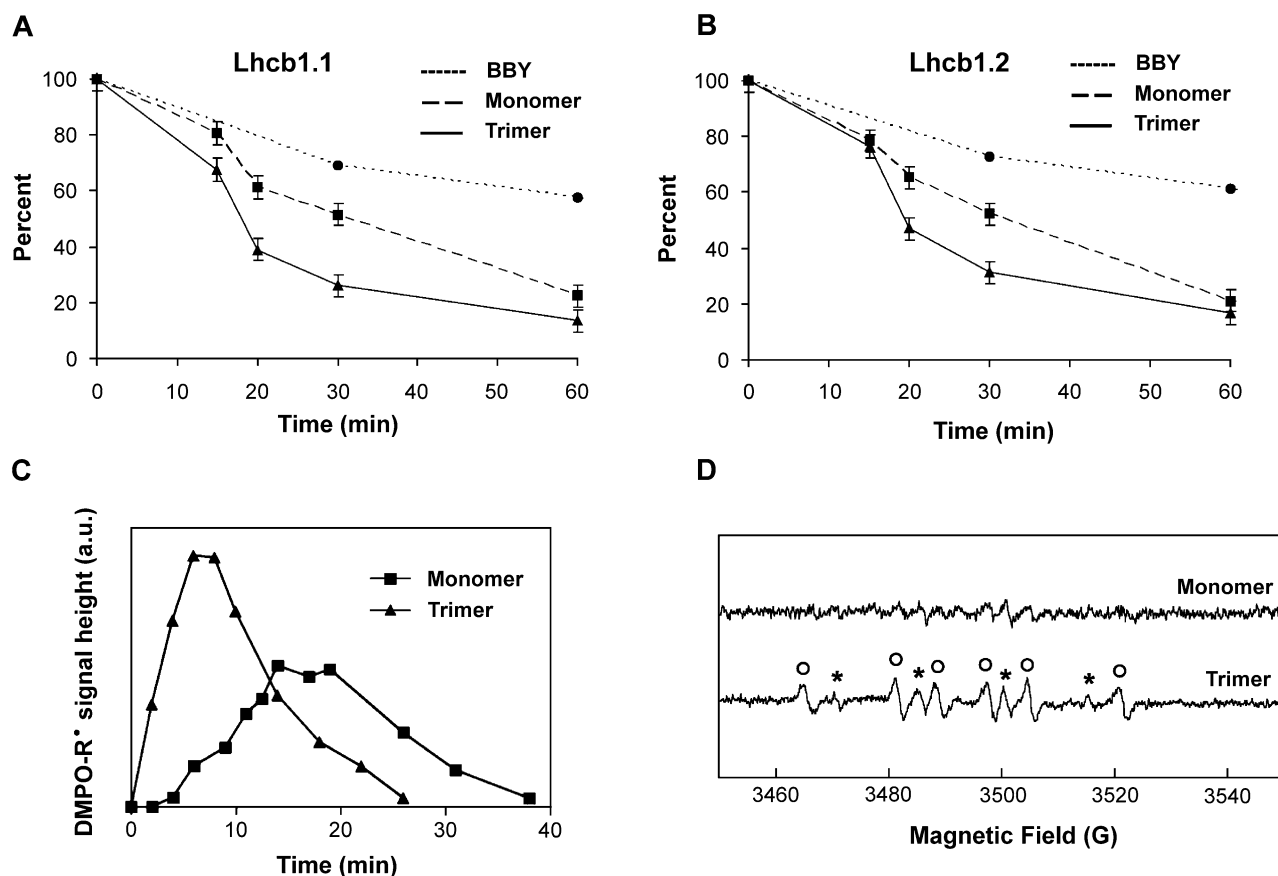 A
Lhcb1.1
BBY
Monomer
Trimer
100
80
60
40
20
0
Percent
0 10 20 30 40 50 60
Time (min)
B
Lhcb1.2
BBY
Monomer
Trimer
100
80
60
40
20
0
Percent
0 10 20 30 40 50 60
Time (min)
C
DMPO-R• signal height (a.u.)
Monomer
Trimer
0 10 20 30 40
Time (min)
D
Monomer
Trimer
* * * *
3460 3480 3500 3520 3540
Magnetic Field (G)